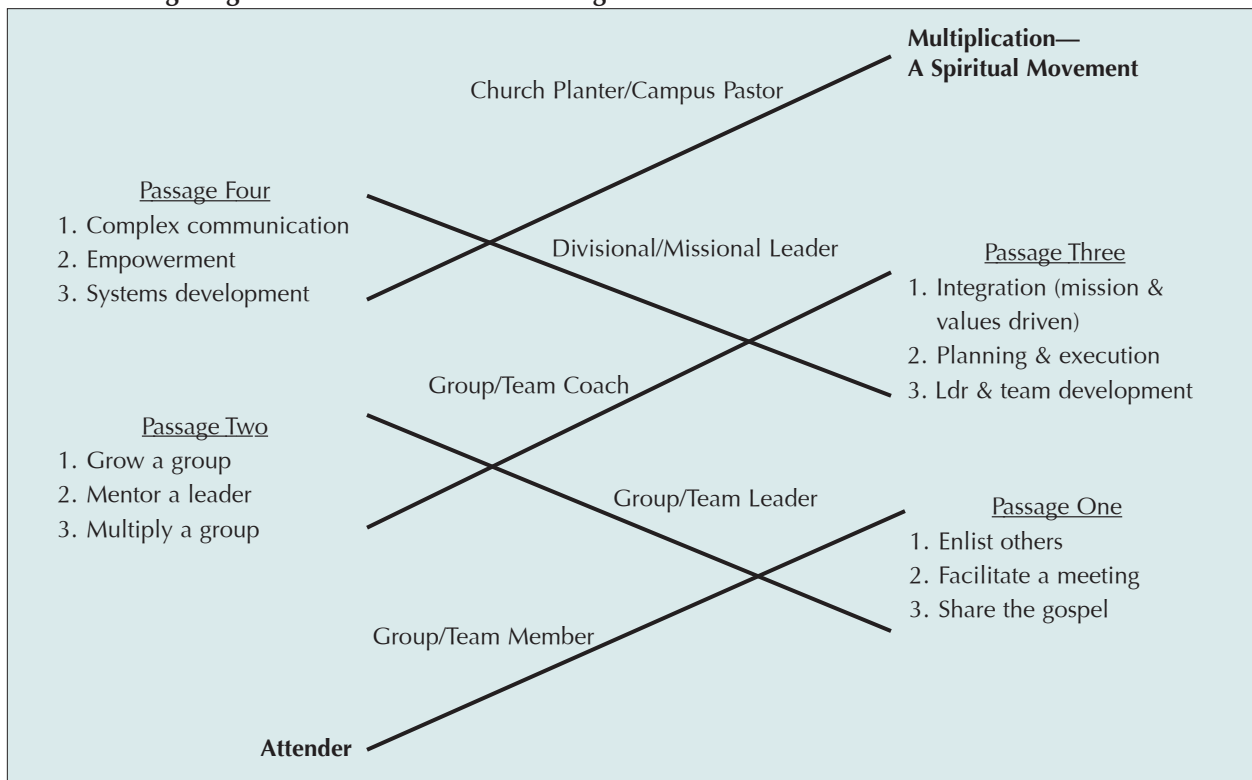 Multiplication—
A Spiritual Movement
Church Planter/Campus Pastor
Passage Four
1. Complex communication
2. Empowerment
3. Systems development
Divisional/Missional Leader
Passage Three
1. Integration (mission &
values driven)
2. Planning & execution
3. Ldr & team development
Group/Team Coach
Passage Two
1. Grow a group
2. Mentor a leader
3. Multiply a group
Group/Team Leader
Passage One
1. Enlist others
2. Facilitate a meeting
3. Share the gospel
Group/Team Member
Attender